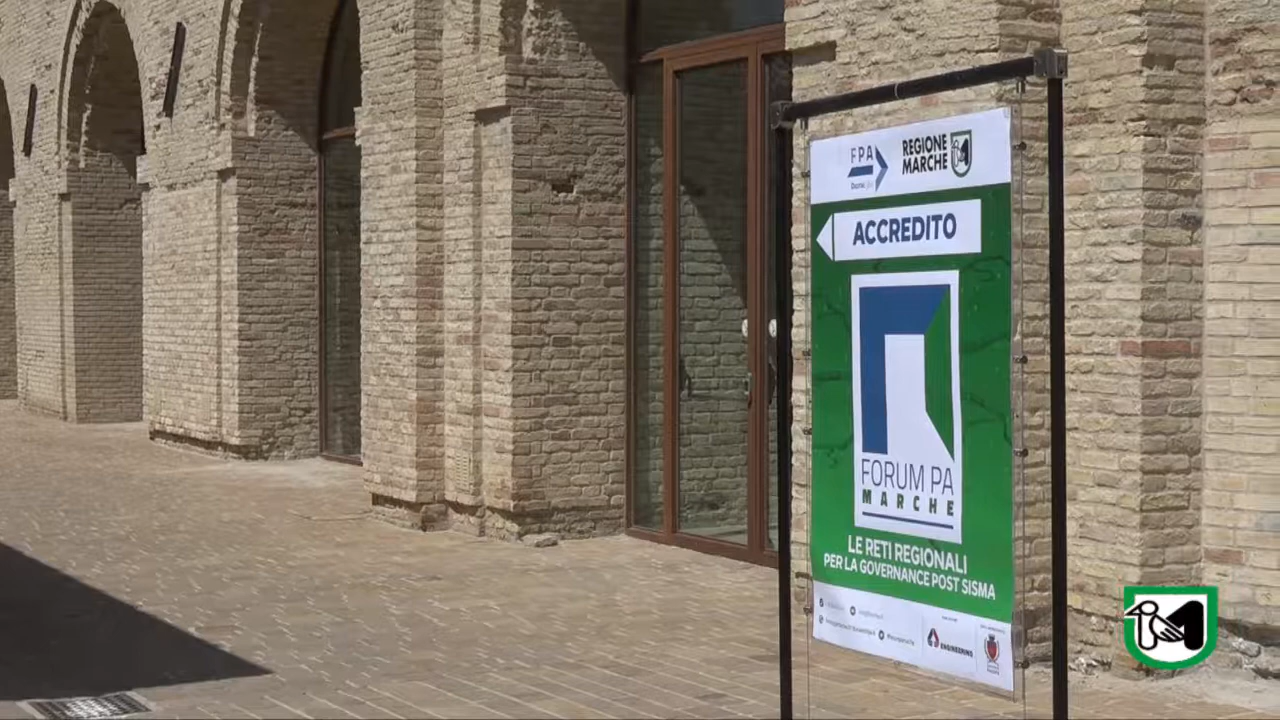 FPA
REGIONE
MARCHE
ACCREDITO
FORUM PA
MARCHE
LE RETI REGIONALI
PER LA GOVERNANCE POST SISMA
ENGINEERING